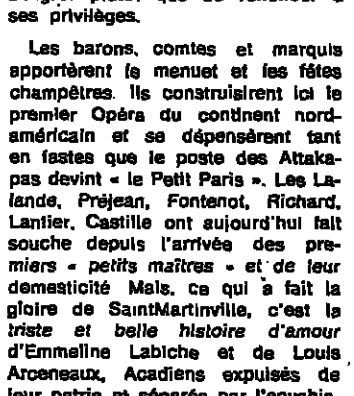 ses privilèges.
Les barons, comtes et marquis
apportèrent le menuet et les fêtes
champêtres. Ils construisirent ici le
premier Opéra du continent nord-
américain et se dépensèrent tant
en fastes que le poste des Attaka-
pas devint « le Petit Paris ». Les La-
lande, Préjean, Fontenot, Richard,
Lantier, Castille ont aujourd'hui fait
souche depuis l'arrivée des pre-
miers « petits maîtres » et de leur
domesticité Mais, ce qui a fait la
gloire de SaintMartinville, c'est la
triste et belle histoire d'amour
d'Emmeline Labiche et de Louis
Arceneaux, Acadiens expulsés de
leur patrie et séparés par